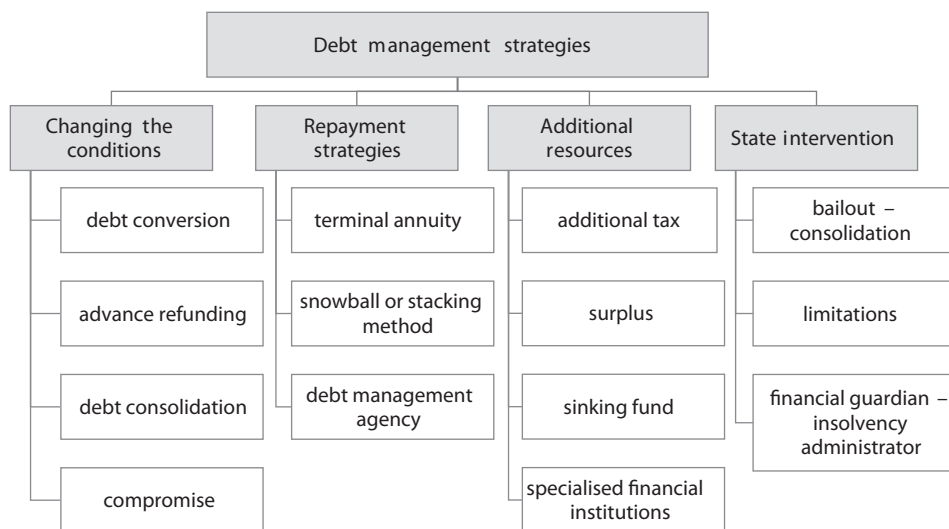 Debt management strategies
Changing the
conditions
debt conversion
advance refunding
debt consolidation
compromise
Repayment
strategies
terminal annuity
snowball or stacking
method
debt management
agency
Additional
resources
additional tax
surplus
sinking fund
specialised financial
institutions
State intervention
bailout –
consolidation
limitations
financial guardian –
insolvency
administrator